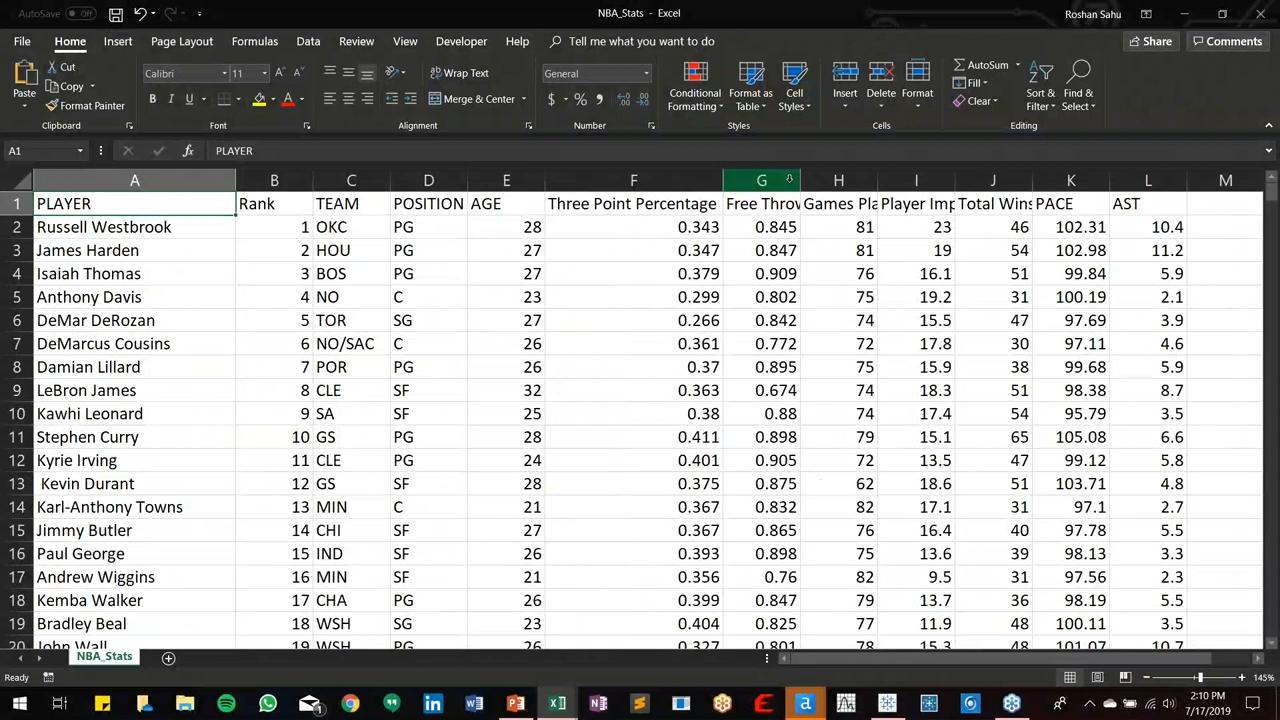 AutoSave Off NBA_Stats - Excel Roshan Sahu
File Home Insert Page Layout Formulas Data Review View Developer Help Tell me what you want to do Share Comments
Paste Cut Copy Format Painter Clipboard
Calibri 11 B I U A Font
Wrap Text Merge & Center Alignment
General $ % , Number
Conditional Formatting Format as Table Cell Styles Styles
Insert Delete Format Cells
AutoSum Fill Clear Sort & Filter Find & Select Editing
A1 fx PLAYER
A B C D E F G H I J K L M
1 PLAYER Rank TEAM POSITION AGE Three Point Percentage Free Throw Games Pla Player Imp Total Wins PACE AST
2 Russell Westbrook 1 OKC PG 28 0.343 0.845 81 23 46 102.31 10.4
3 James Harden 2 HOU PG 27 0.347 0.847 81 19 54 102.98 11.2
4 Isaiah Thomas 3 BOS PG 27 0.379 0.909 76 16.1 51 99.84 5.9
5 Anthony Davis 4 NO C 23 0.299 0.802 75 19.2 31 100.19 2.1
6 DeMar DeRozan 5 TOR SG 27 0.266 0.842 74 15.5 47 97.69 3.9
7 DeMarcus Cousins 6 NO/SAC C 26 0.361 0.772 72 17.8 30 97.11 4.6
8 Damian Lillard 7 POR PG 26 0.37 0.895 75 15.9 38 99.68 5.9
9 LeBron James 8 CLE SF 32 0.363 0.674 74 18.3 51 98.38 8.7
10 Kawhi Leonard 9 SA SF 25 0.38 0.88 74 17.4 54 95.79 3.5
11 Stephen Curry 10 GS PG 28 0.411 0.898 79 15.1 65 105.08 6.6
12 Kyrie Irving 11 CLE PG 24 0.401 0.905 72 13.5 47 99.12 5.8
13 Kevin Durant 12 GS SF 28 0.375 0.875 62 18.6 51 103.71 4.8
14 Karl-Anthony Towns 13 MIN C 21 0.367 0.832 82 17.1 31 97.1 2.7
15 Jimmy Butler 14 CHI SF 27 0.367 0.865 76 16.4 40 97.78 5.5
16 Paul George 15 IND SF 26 0.393 0.898 75 13.6 39 98.13 3.3
17 Andrew Wiggins 16 MIN SF 21 0.356 0.76 82 9.5 31 97.56 2.3
18 Kemba Walker 17 CHA PG 26 0.399 0.847 79 13.7 36 98.19 5.5
19 Bradley Beal 18 WSH SG 23 0.404 0.825 77 11.9 48 100.11 3.5
20 John Wall 19 WSH PG 26 0.327 0.801 78 15.3 48 101.07 10.7
NBA_Stats
Ready 145%
2:10 PM
7/17/2019